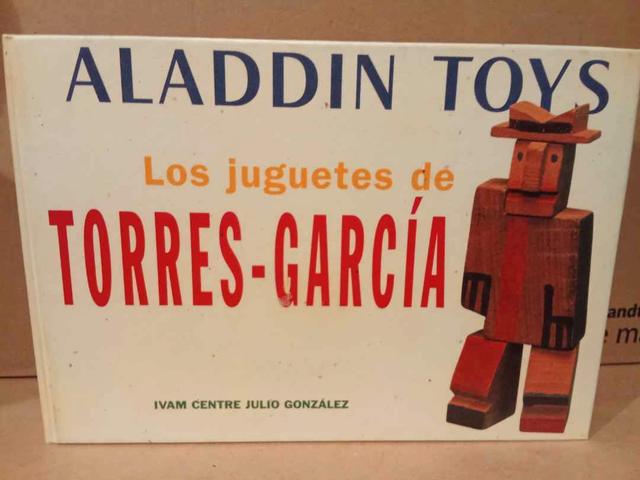 ALADDIN TOYS
Los juguetes de
TORRES-GARCÍA
IVAM CENTRE JULIO GONZÁLEZ